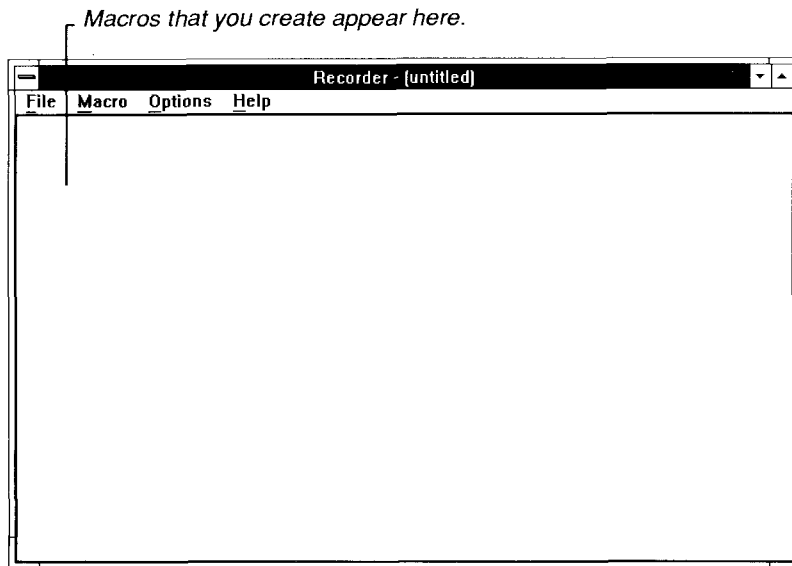 Macros that you create appear here.
Recorder - (untitled)
File Macro Options Help